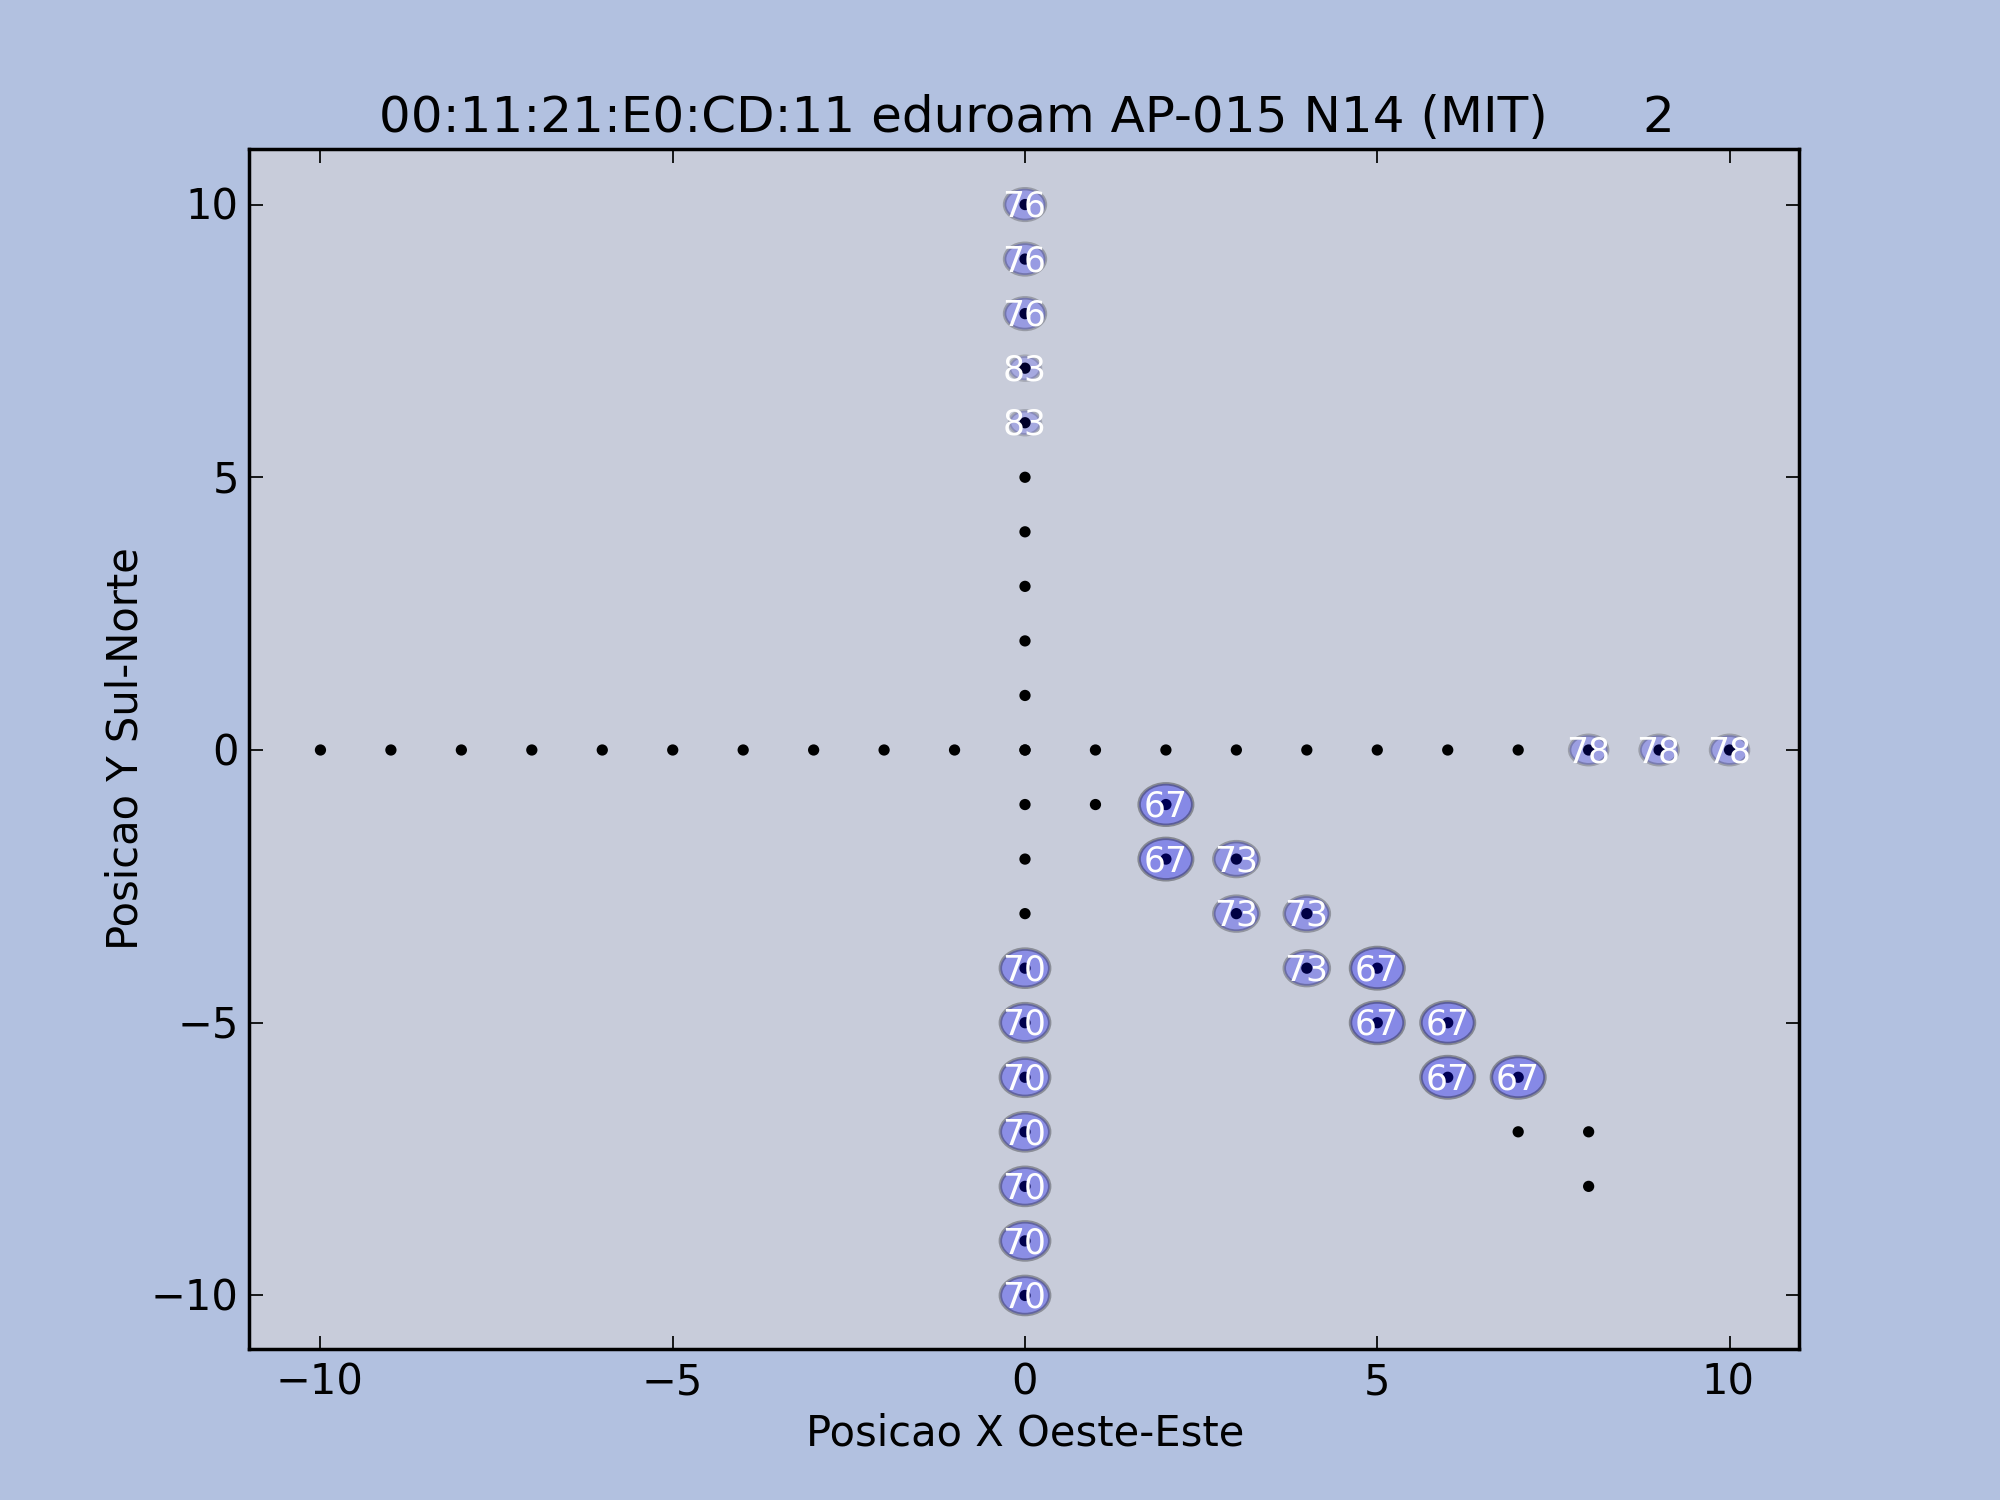 00:11:21:E0:CD:11 eduroam AP-015 N14 (MIT) 2
10
76
76
76
83
83
5
Posicao Y Sul-Norte
0
78 78 78
67
67 73
73 73
70 73 67
−5
70 67 67
70 67 67
70
70
70
−10
70
−10 −5 0 5 10
Posicao X Oeste-Este